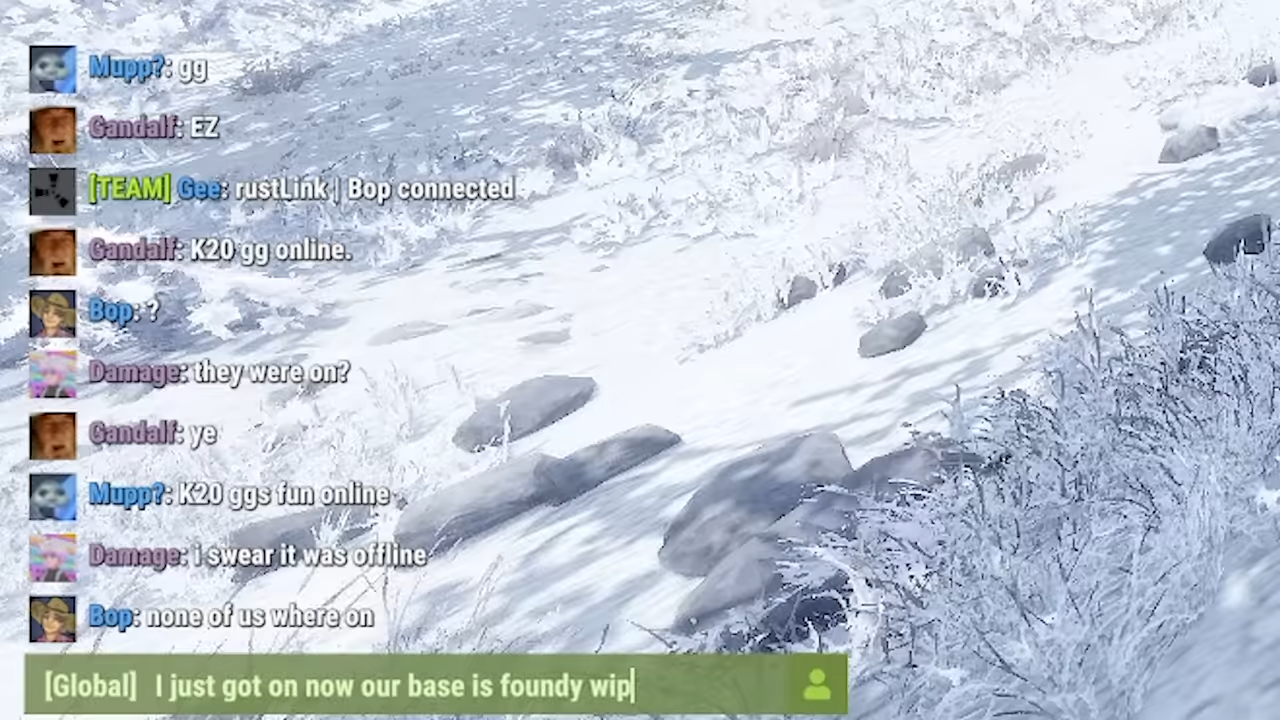 Mupp?: gg
Gandalf: EZ
[TEAM] Gee: rustLink | Bop connected
Gandalf: K20 gg online.
Bop: ?
Damage: they were on?
Gandalf: ye
Mupp?: K20 ggs fun online
Damage: i swear it was offline
Bop: none of us where on
[Global] I just got on now our base is foundy wip